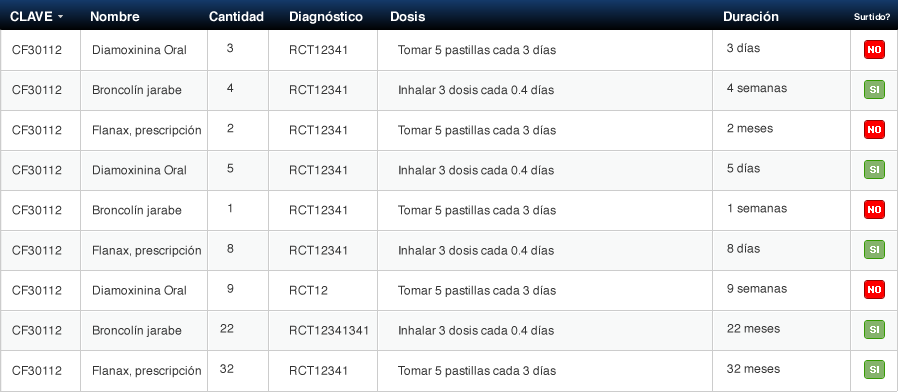 CLAVE Nombre Cantidad Diagnóstico Dosis Duración Surtido?
CF30112 Diamoxinina Oral 3 RCT12341 Tomar 5 pastillas cada 3 días 3 días NO
CF30112 Broncolín jarabe 4 RCT12341 Inhalar 3 dosis cada 0.4 días 4 semanas SI
CF30112 Flanax, prescripción 2 RCT12341 Tomar 5 pastillas cada 3 días 2 meses NO
CF30112 Diamoxinina Oral 5 RCT12341 Inhalar 3 dosis cada 0.4 días 5 días SI
CF30112 Broncolín jarabe 1 RCT12341 Tomar 5 pastillas cada 3 días 1 semanas NO
CF30112 Flanax, prescripción 8 RCT12341 Inhalar 3 dosis cada 0.4 días 8 días SI
CF30112 Diamoxinina Oral 9 RCT12 Tomar 5 pastillas cada 3 días 9 semanas NO
CF30112 Broncolín jarabe 22 RCT12341341 Inhalar 3 dosis cada 0.4 días 22 meses SI
CF30112 Flanax, prescripción 32 RCT12341 Tomar 5 pastillas cada 3 días 32 meses SI